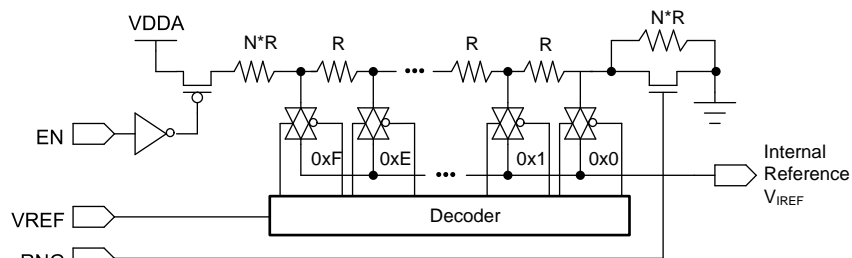 VDDA
N*R
R
R
R
N*R
EN
0xF
0xE
0x1
0x0
Internal
Reference
VIREF
VREF
Decoder